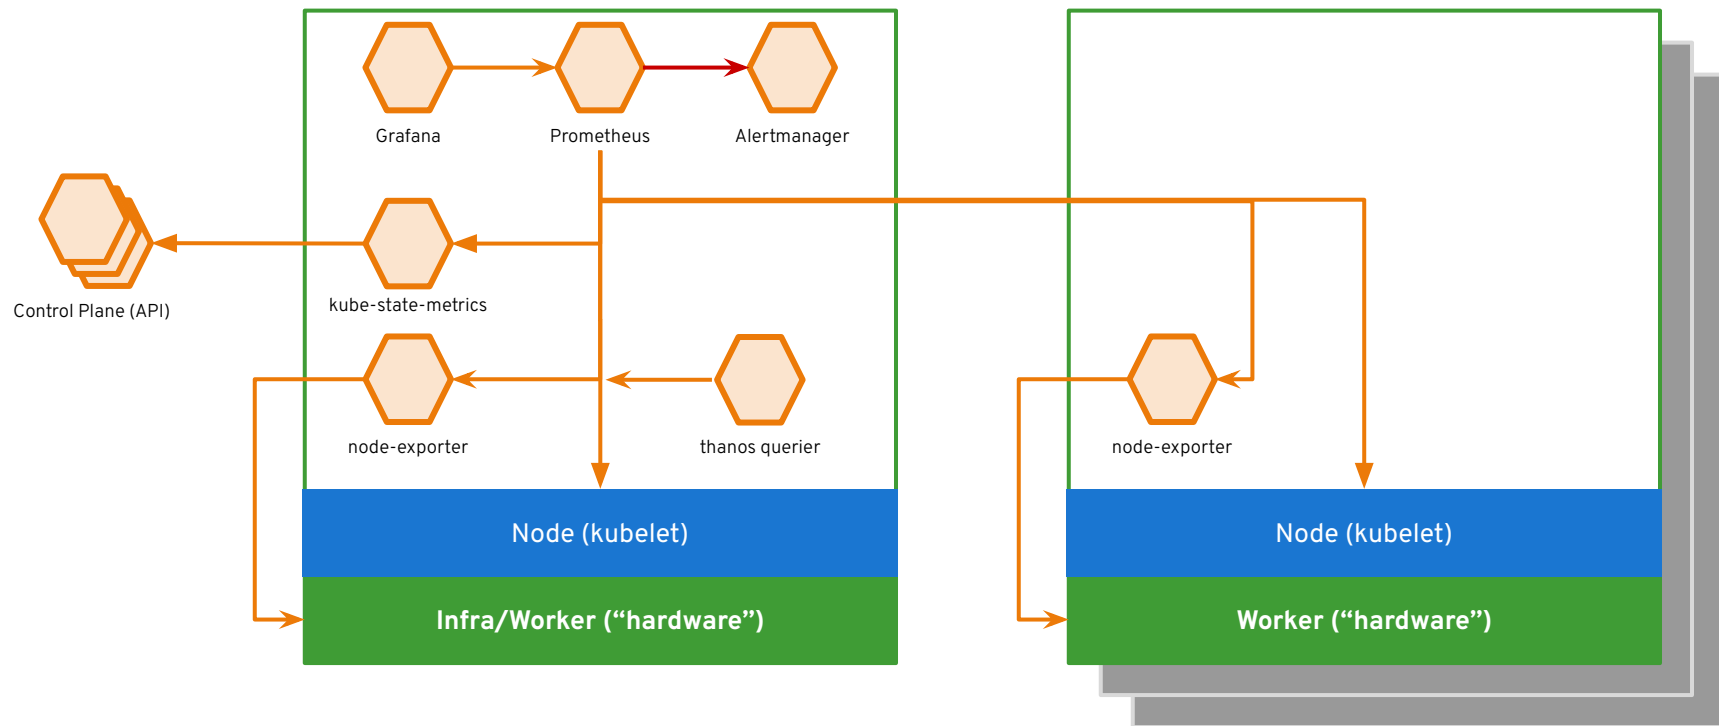 Grafana
Prometheus
Alertmanager
Control Plane (API)
kube-state-metrics
node-exporter
thanos querier
node-exporter
Node (kubelet)
Node (kubelet)
Infra/Worker (“hardware”)
Worker (“hardware”)